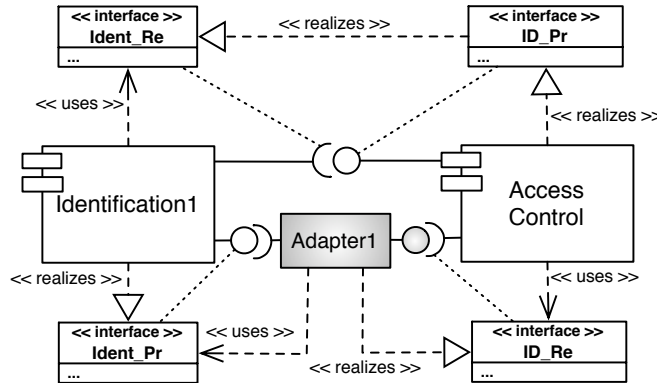 << interface >>
Ident_Re
...
<< realizes >>
<< interface >>
ID_Pr
...
<< uses >>
<< realizes >>
Identification1
Access
Control
Adapter1
<< realizes >>
<< uses >>
<< interface >>
Ident_Pr
...
<< uses >>
<< realizes >>
<< interface >>
ID_Re
...